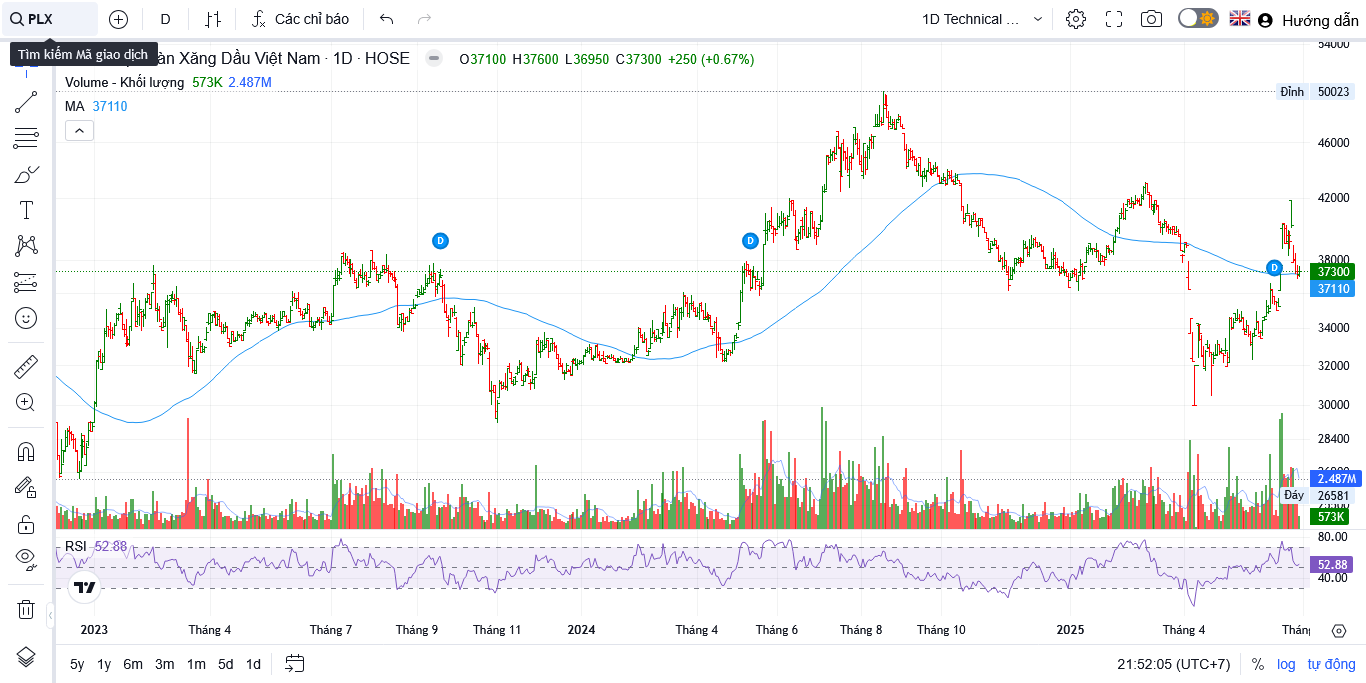 PLX
D
Các chỉ báo
1D Technical ...
Hướng dẫn
Tìm kiếm Mã giao dịch
àn Xăng Dầu Việt Nam · 1D · HOSE
O37100 H37600 L36950 C37300 +250 (+0.67%)
Volume - Khối lượng 573K 2.487M
MA 37110
54000
Đỉnh 50023
46000
42000
38000
37300
37110
34000
32000
30000
28400
2.487M
Đáy 26581
573K
D
D
D
RSI 52.88
80.00
52.88
40.00
2023
Tháng 4
Tháng 7
Tháng 9
Tháng 11
2024
Tháng 4
Tháng 6
Tháng 8
Tháng 10
2025
Tháng 4
Thán
5y 1y 6m 3m 1m 5d 1d
21:52:05 (UTC+7)
% log tự động